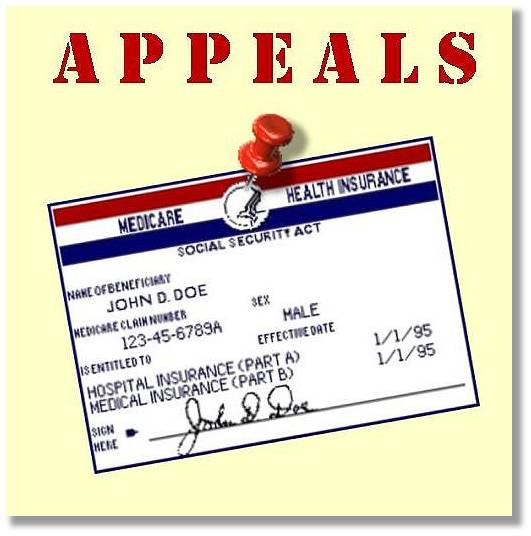 APPEALS
MEDICARE HEALTH INSURANCE
SOCIAL SECURITY ACT
NAME OF BENEFICIARY
JOHN D. DOE
MEDICARE CLAIM NUMBER SEX
123-45-6789A MALE
IS ENTITLED TO EFFECTIVE DATE
HOSPITAL INSURANCE (PART A) 1/1/95
MEDICAL INSURANCE (PART B) 1/1/95
SIGN
HERE John D Doe